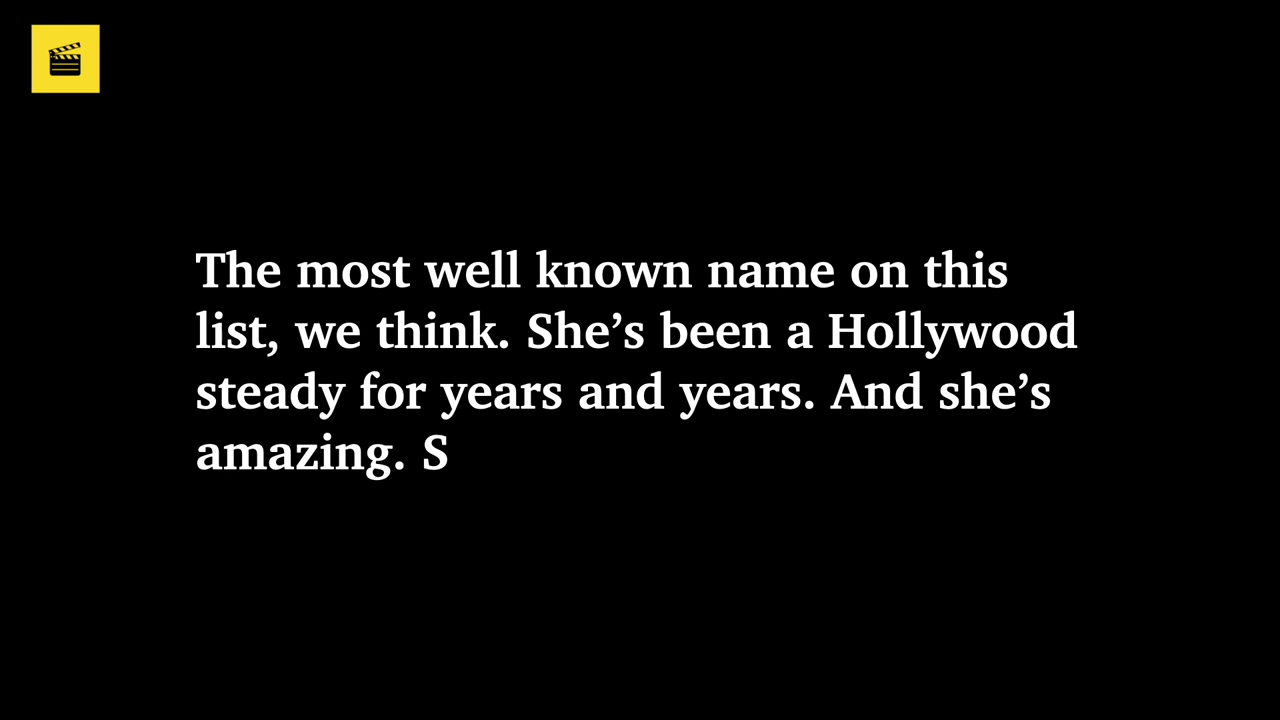 The most well known name on this
list, we think. She’s been a Hollywood
steady for years and years. And she’s
amazing. S